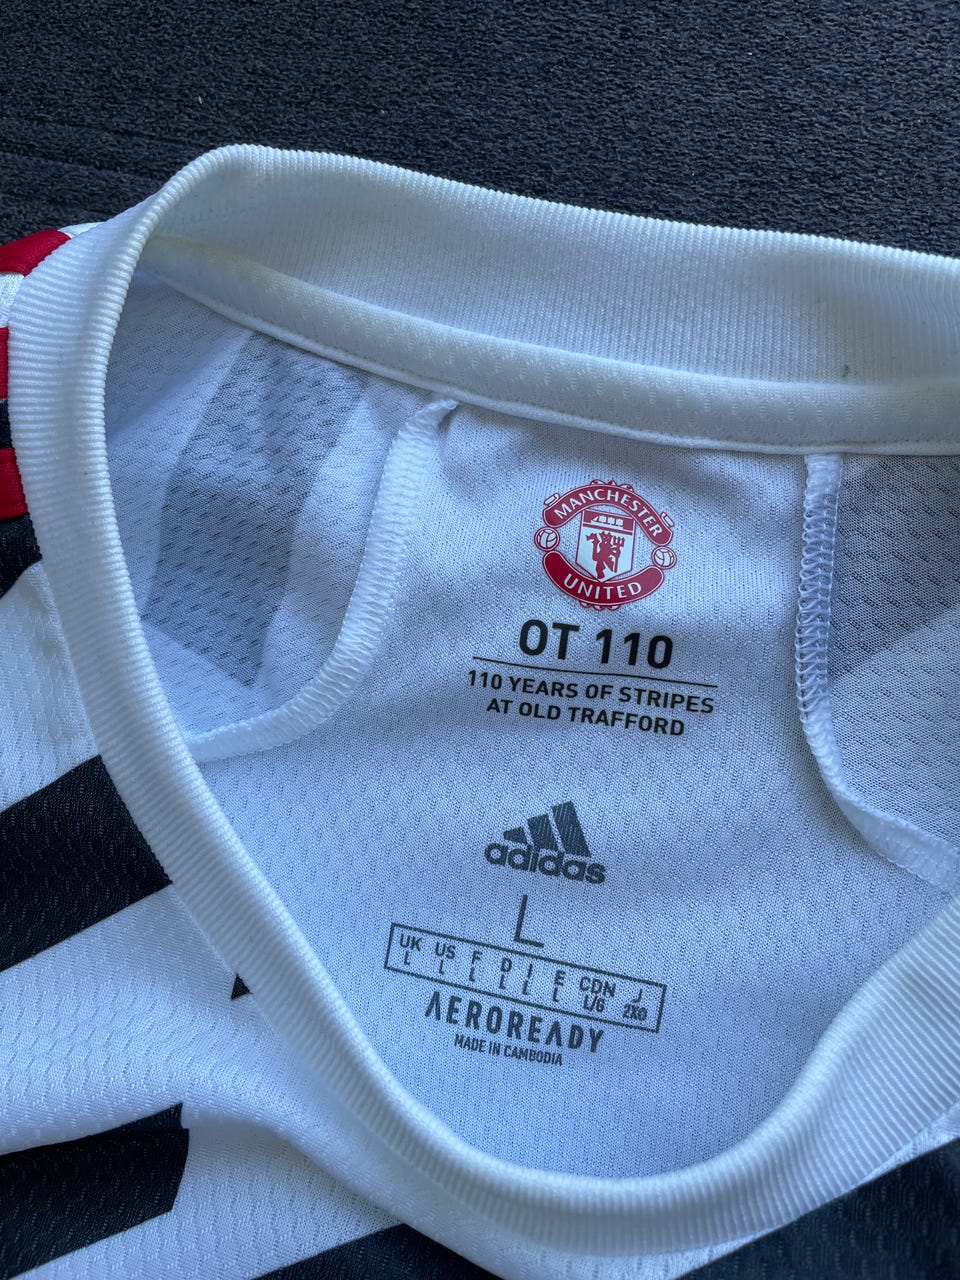 MANCHESTER
UNITED
OT 110
110 YEARS OF STRIPES
AT OLD TRAFFORD
adidas
L
UK US F D I E CDN J
L L L L L L L/G 2XO
AEROREADY
MADE IN CAMBODIA